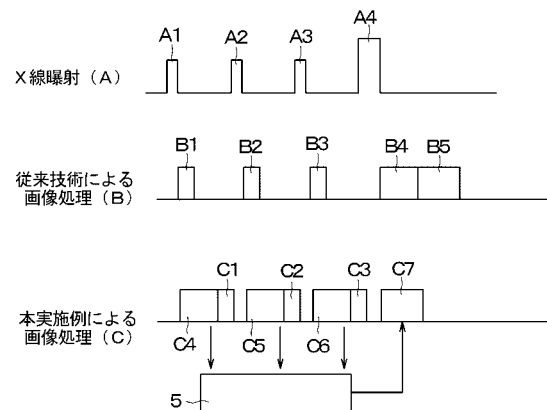 A1 A2 A3 A4
X線曝射(A)
B1 B2 B3 B4 B5
従来技術による
画像処理(B)
C1 C2 C3 C7
本実施例による
画像処理(C)
C4 C5 C6
5